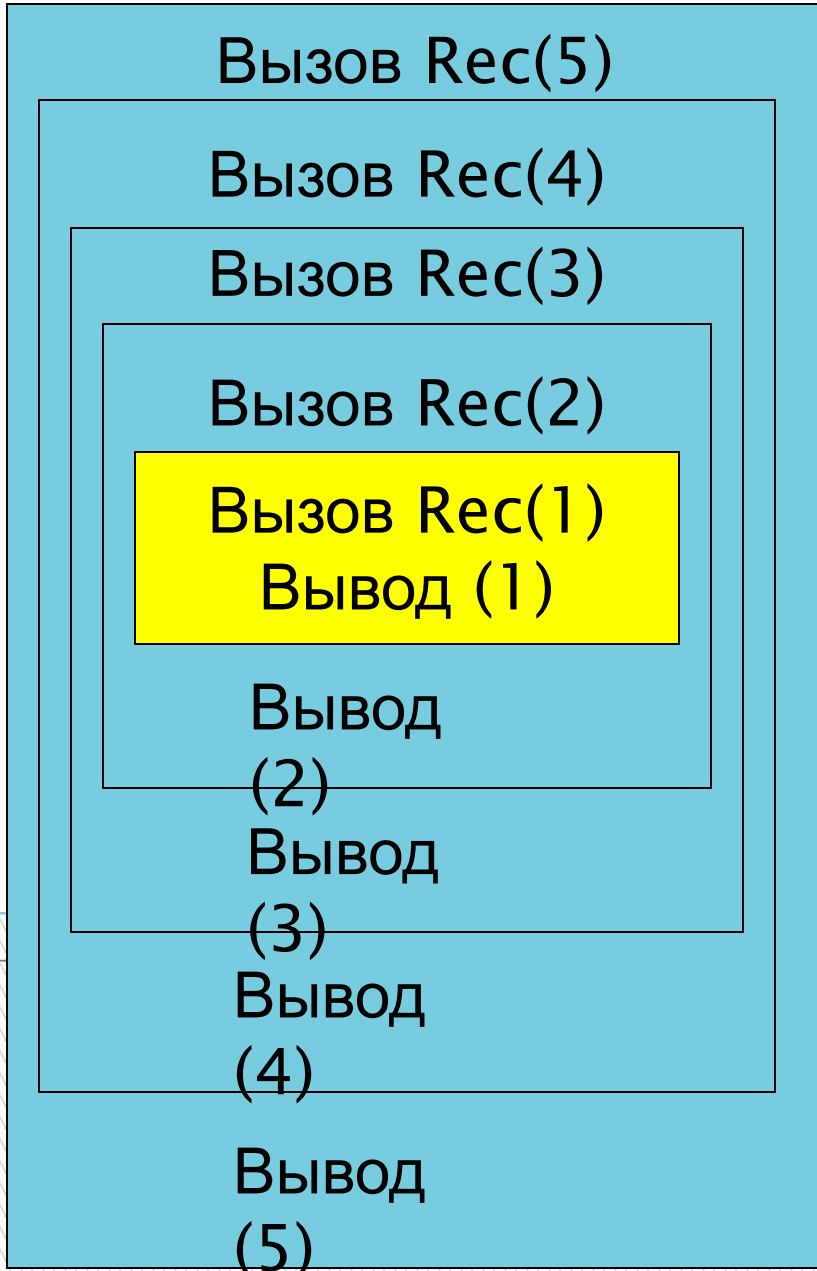 Вызов Rec(5)
Вызов Rec(4)
Вызов Rec(3)
Вызов Rec(2)
Вызов Rec(1)
Вывод (1)
Вывод
(2)
Вывод
(3)
Вывод
(4)
Вывод
(5)